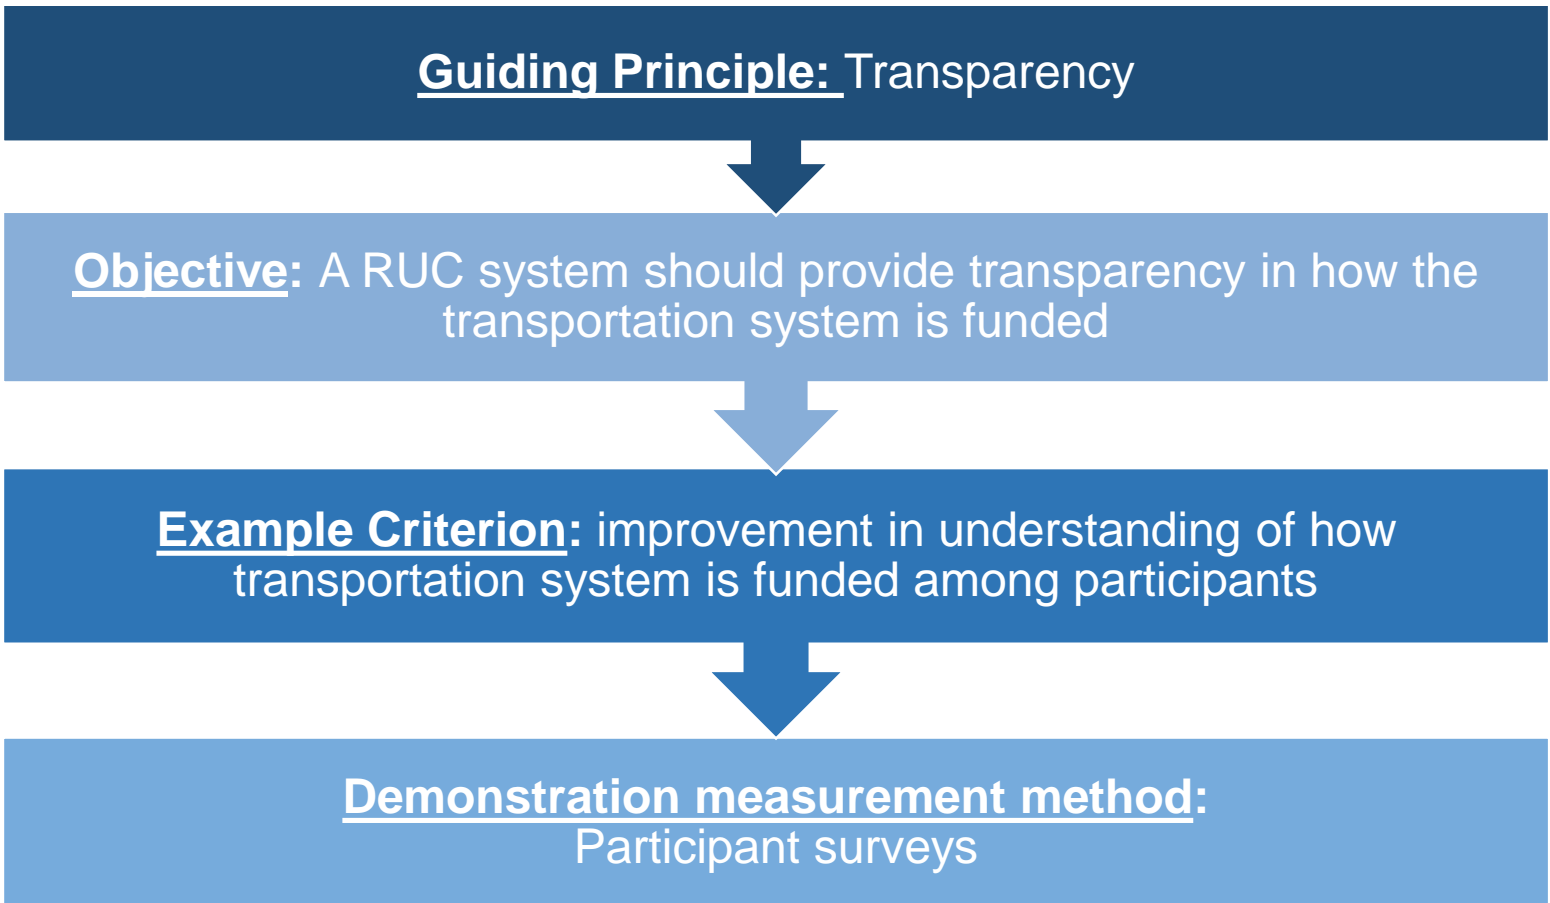 Guiding Principle: Transparency
Objective: A RUC system should provide transparency in how the
transportation system is funded
Example Criterion: improvement in understanding of how
transportation system is funded among participants
Demonstration measurement method:
Participant surveys